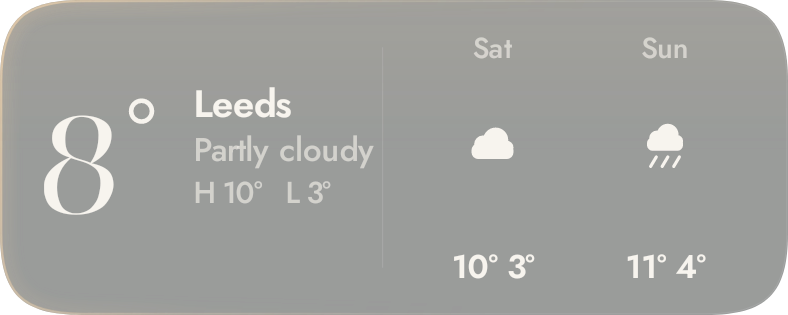 8°
Leeds
Partly cloudy
H 10° L 3°
Sat
10° 3°
Sun
11° 4°